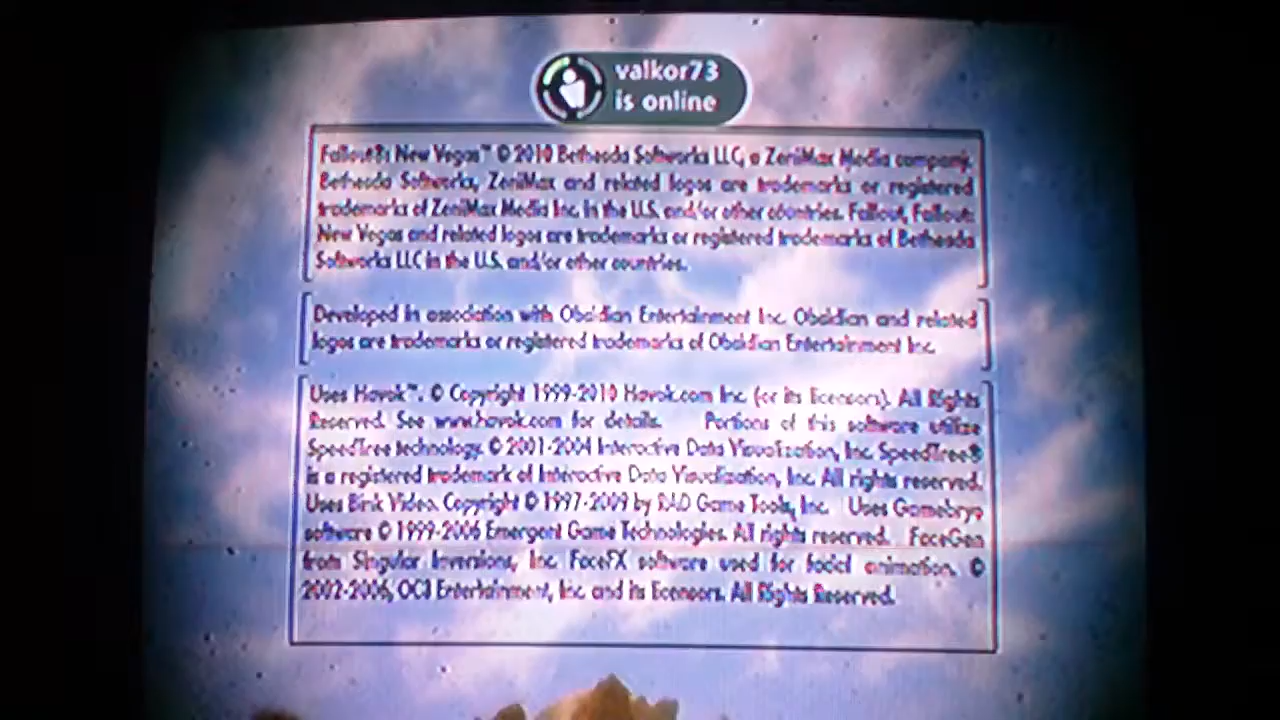 valkor73
is online
Fallout®: New Vegas™ © 2010 Bethesda Softworks LLC, a ZeniMax Media company.
Bethesda Softworks, ZeniMax and related logos are trademarks or registered
trademarks of ZeniMax Media Inc. in the U.S. and/or other countries. Fallout, Fallout:
New Vegas and related logos are trademarks or registered trademarks of Bethesda
Softworks LLC in the U.S. and/or other countries.
Developed in association with Obsidian Entertainment Inc. Obsidian and related
logos are trademarks or registered trademarks of Obsidian Entertainment Inc.
Uses Havok™. © Copyright 1999-2010 Havok.com Inc. (or its licensors). All Rights
Reserved. See www.havok.com for details. Portions of this software utilize
SpeedTree technology. © 2001-2004 Interactive Data Visualization, Inc. SpeedTree®
is a registered trademark of Interactive Data Visualization, Inc. All rights reserved.
Uses Bink Video. Copyright © 1997-2009 by RAD Game Tools, Inc. Uses Gamebryo
software © 1999-2006 Emergent Game Technologies. All rights reserved. FaceGen
from Singular Inversions, Inc. FaceFX software used for facial animation. ©
2002-2006, OC3 Entertainment, Inc. and its licensors. All Rights Reserved.